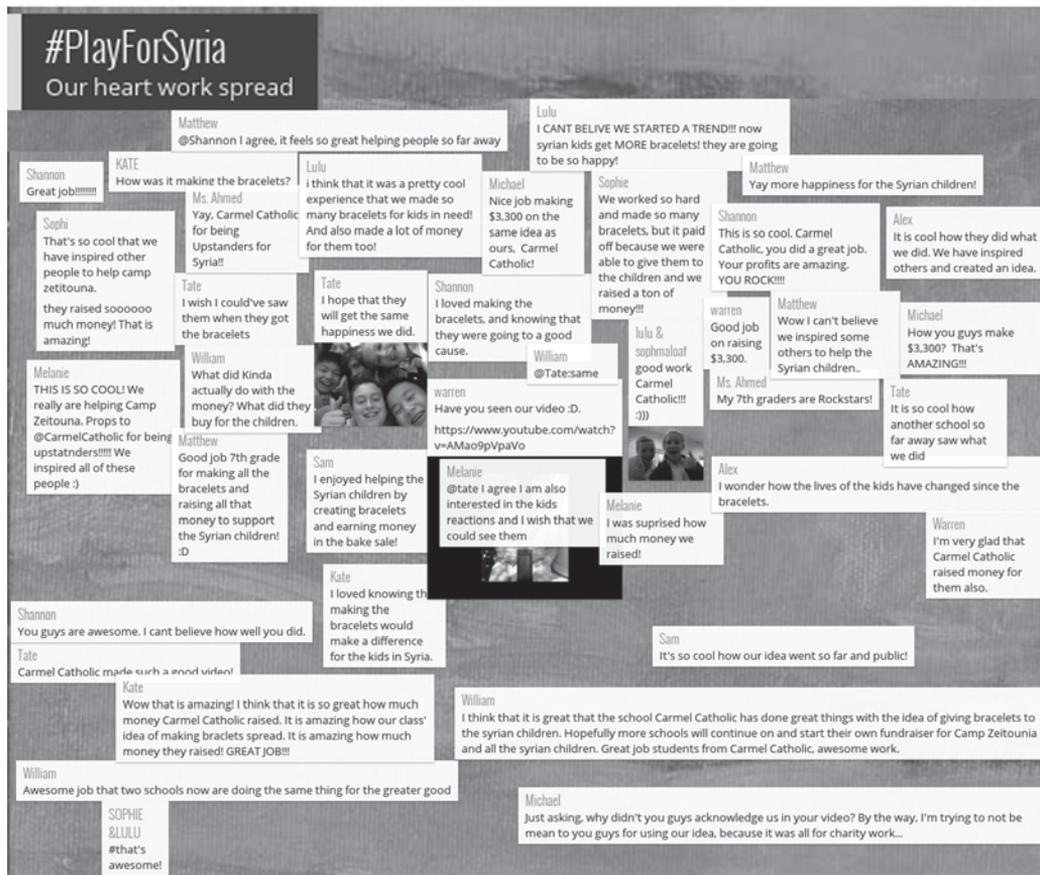 #PlayForSyria
Our heart work spread
Matthew
@Shannon I agree, it feels so great helping people so far away
Lulu
I CANT BELIVE WE STARTED A TREND!!! now
syrian kids get MORE bracelets! they are going
to be so happy!
Shannon
Great job!!!!!!!!
KATE
How was it making the bracelets?
Lulu
i think that it was a pretty cool
experience that we made so
many bracelets for kids in need!
And also made a lot of money
for them too!
Matthew
Yay more happiness for the Syrian children!
Michael
Nice job making
$3,300 on the
same idea as
ours, Carmel
Catholic!
Sophie
We worked so hard
and made so many
bracelets, but it paid
off because we were
able to give them to
the children and we
raised a ton of
money!!!
Ms. Ahmed
Yay, Carmel Catholic
for being
Upstanders for
Syria!!
Shannon
This is so cool. Carmel
Catholic, you did a great job.
Your profits are amazing.
YOU ROCK!!!!
Alex
It is cool how they did what
we did. We have inspired
others and created an idea.
Sophi
That's so cool that we
have inspired other
people to help camp
zetitouna.
they raised soooooo
much money! That is
amazing!
Tate
I wish I could've saw
them when they got
the bracelets
Tate
I hope that they
will get the same
happiness we did.
Shannon
I loved making the
bracelets, and knowing that
they were going to a good
cause.
warren
Good job
on raising
$3,300.
Matthew
Wow I can't believe
we inspired some
others to help the
Syrian children..
Michael
How you guys make
$3,300? That's
AMAZING!!!
lulu &
sophmaloaf
good work
Carmel
Catholic!!!
:)))
William
@Tate:same
Melanie
THIS IS SO COOL! We
really are helping Camp
Zeitouna. Props to
@CarmelCatholic for being
upstatnders!!!!! We
inspired all of these
people :)
William
What did Kinda
actually do with the
money? What did they
buy for the children.
warren
Have you seen our video :D.
https://www.youtube.com/watch?
v=AMao9pVpaVo
Ms. Ahmed
My 7th graders are Rockstars!
Tate
It is so cool how
another school so
far away saw what
we did
Matthew
Good job 7th grade
for making all the
bracelets and
raising all that
money to support
the Syrian children!
:D
Sam
I enjoyed helping the
Syrian children by
creating bracelets
and earning money
in the bake sale!
Melanie
@tate I agree I am also
interested in the kids
reactions and I wish that we
could see them
Alex
I wonder how the lives of the kids have changed since the
bracelets.
Melanie
I was suprised how
much money we
raised!
Warren
I'm very glad that
Carmel Catholic
raised money for
them also.
Kate
I loved knowing th
making the
bracelets would
make a difference
for the kids in Syria.
Shannon
You guys are awesome. I cant believe how well you did.
Sam
It's so cool how our idea went so far and public!
Tate
Carmel Catholic made such a good video!
Kate
Wow that is amazing! I think that it is so great how much
money Carmel Catholic raised. It is amazing how our class'
idea of making braclets spread. It is amazing how much
money they raised! GREAT JOB!!!
William
I think that it is great that the school Carmel Catholic has done great things with the idea of giving bracelets to
the syrian children. Hopefully more schools will continue on and start their own fundraiser for Camp Zeitounia
and all the syrian children. Great job students from Carmel Catholic, awesome work.
William
Awesome job that two schools now are doing the same thing for the greater good
Michael
Just asking, why didn't you guys acknowledge us in your video? By the way, I'm trying to not be
mean to you guys for using our idea, because it was all for charity work...
SOPHIE
&LULU
#that's
awesome!